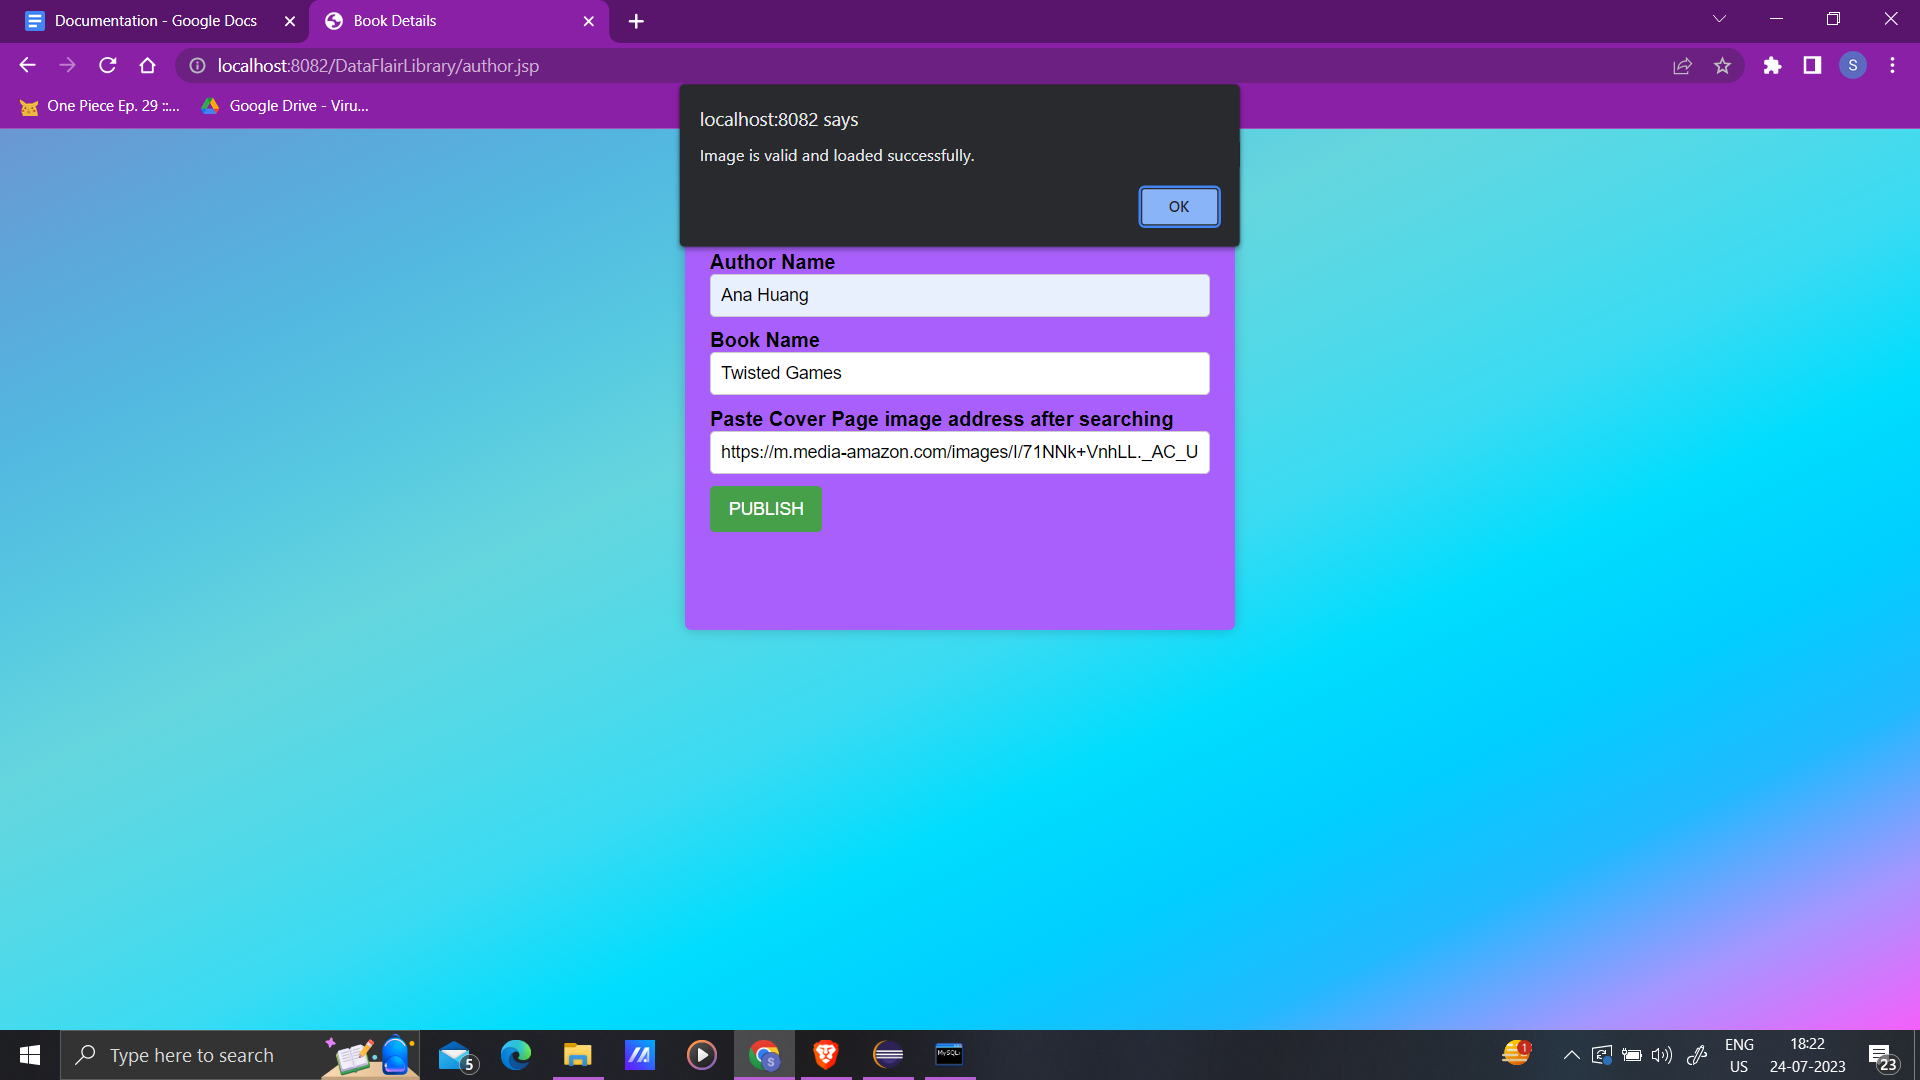 Documentation - Google Docs
Book Details
localhost:8082/DataFlairLibrary/author.jsp
S
One Piece Ep. 29 ::...
Google Drive - Viru...
localhost:8082 says
Image is valid and loaded successfully.
OK
Author Name
Ana Huang
Book Name
Twisted Games
Paste Cover Page image address after searching
https://m.media-amazon.com/images/I/71NNk+VnhLL._AC_U
PUBLISH
Type here to search
5
S
MySQL
1
ENG
US
18:22
24-07-2023
23